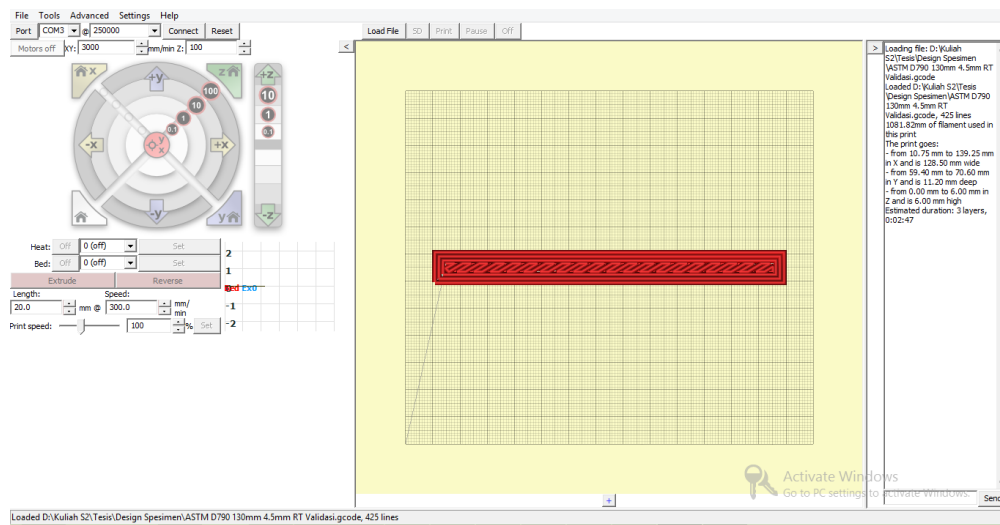 File Tools Advanced Settings Help
Port COM3 @ 250000 Connect Reset
Load File SD Print Pause Off
Motors off XY: 3000 mm/min Z: 100
<
>
x
+y
z
+z
100
10
1
0.1
10
1
0.1
-x
y
x
+x
-y
y
-z
Heat: Off 0 (off) Set
Bed: Off 0 (off) Set
Extrude Reverse
Length: Speed:
20.0 mm @ 300.0 mm/
min
Print speed: 100 % Set
2
1
0
Bed Ex0
-1
-2
Loading file: D:\Kuliah
S2\Tesis\Design Spesimen
\ASTM D790 130mm 4.5mm RT
Validasi.gcode
Loaded D:\Kuliah S2\Tesis
\Design Spesimen\ASTM D790
130mm 4.5mm RT
Validasi.gcode, 425 lines
1081.82mm of filament used in
this print
The print goes:
- from 10.75 mm to 139.25 mm
in X and is 128.50 mm wide
- from 59.40 mm to 70.60 mm
in Y and is 11.20 mm deep
- from 0.00 mm to 6.00 mm in
Z and is 6.00 mm high
Estimated duration: 3 layers,
0:02:47
Activate Windows
Go to PC settings to activate Windows.
+
Send
Loaded D:\Kuliah S2\Tesis\Design Spesimen\ASTM D790 130mm 4.5mm RT Validasi.gcode, 425 lines